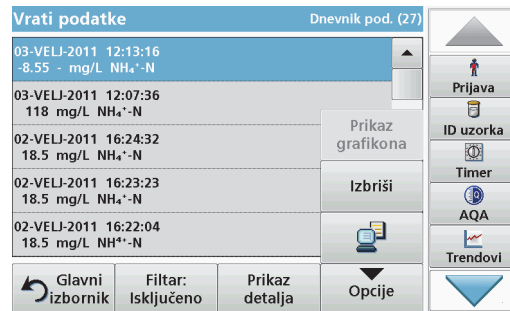 Vrati podatke Dnevnik pod. (27)
03-VELJ-2011 12:13:16
-8.55 - mg/L NH₄⁺-N
03-VELJ-2011 12:07:36
118 mg/L NH₄⁺-N
02-VELJ-2011 16:24:32
18.5 mg/L NH₄⁺-N
02-VELJ-2011 16:23:23
18.5 mg/L NH₄⁺-N
02-VELJ-2011 16:22:04
18.5 mg/L NH⁴⁺-N
Prikaz
grafikona
Izbriši
Glavni
izbornik
Filtar:
Isključeno
Prikaz
detalja
Opcije
Prijava
ID uzorka
Timer
AQA
Trendovi